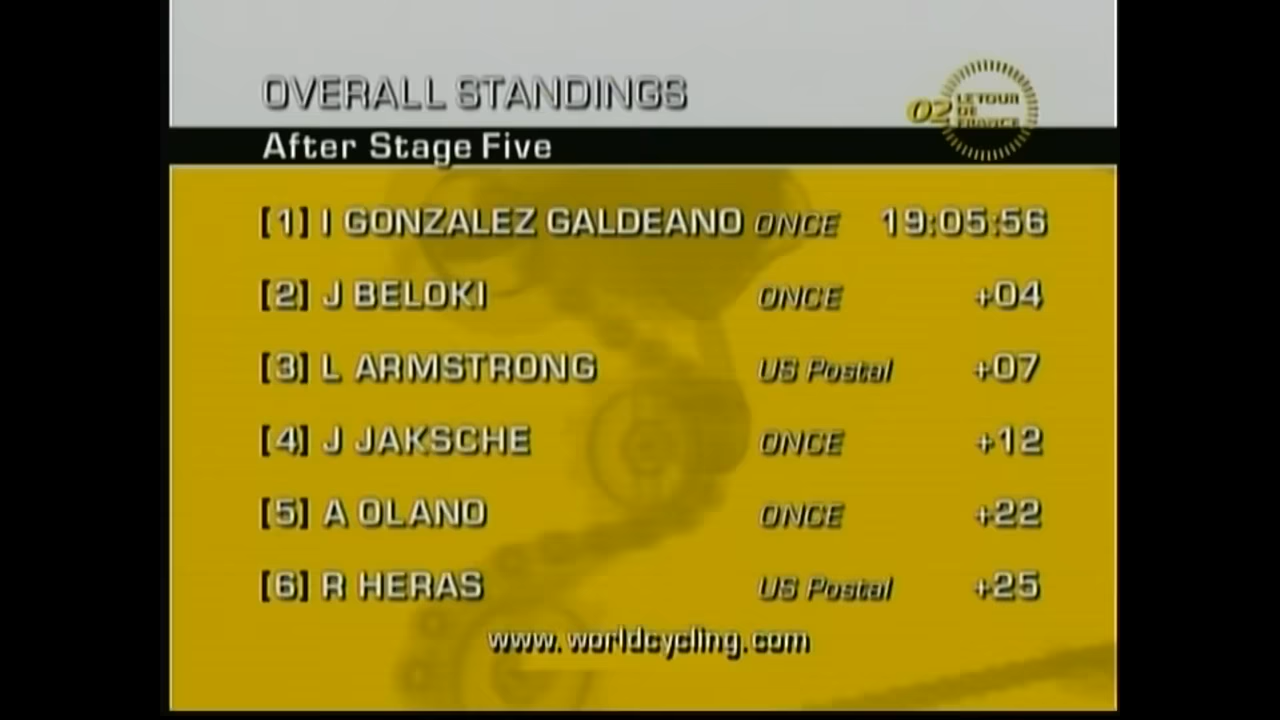 OVERALL STANDINGS
02 LE TOUR
DE
FRANCE
After Stage Five
[1] I GONZALEZ GALDEANO ONCE 19:05:56
[2] J BELOKI ONCE +04
[3] L ARMSTRONG US Postal +07
[4] J JAKSCHE ONCE +12
[5] A OLANO ONCE +22
[6] R HERAS US Postal +25
www.worldcycling.com